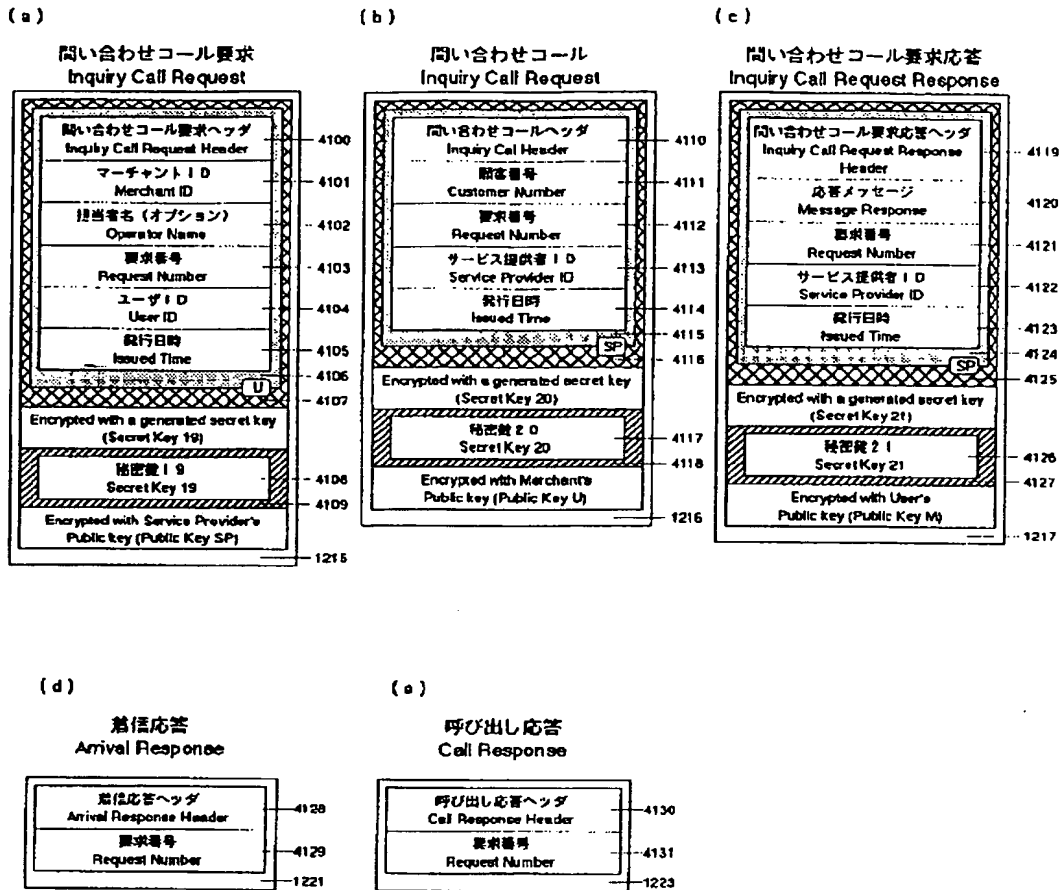 (a)
問い合わせコール要求
Inquiry Call Request
問い合わせコール要求ヘッダ
Inquiry Call Request Header
4100
マーチャントID
Merchant ID
4101
担当者名(オプション)
Operator Name
4102
要求番号
Request Number
4103
ユーザID
User ID
4104
発行日時
Issued Time
4105
4106
U
4107
Encrypted with a generated secret key
(Secret Key 19)
秘密鍵19
Secret Key 19
4108
4109
Encrypted with Service Provider's
Public key (Public Key SP)
1215
(b)
問い合わせコール
Inquiry Call Request
問い合わせコールヘッダ
Inquiry Cal Header
4110
顧客番号
Customer Number
4111
要求番号
Request Number
4112
サービス提供者ID
Service Provider ID
4113
発行日時
Issued Time
4114
4115
SP
4116
Encrypted with a generated secret key
(Secret Key 20)
秘密鍵20
Secret Key 20
4117
4118
Encrypted with Merchant's
Public key (Public Key U)
1216
(c)
問い合わせコール要求応答
Inquiry Call Request Response
問い合わせコール要求応答ヘッダ
Inquiry Call Request Response
Header
4119
応答メッセージ
Message Response
4120
要求番号
Request Number
4121
サービス提供者ID
Service Provider ID
4122
発行日時
Issued Time
4123
4124
SP
4125
Encrypted with a generated secret key
(Secret Key 21)
秘密鍵21
Secret Key 21
4126
4127
Encrypted with User's
Public key (Public Key M)
1217
(d)
着信応答
Arrival Response
着信応答ヘッダ
Arrival Response Header
4128
要求番号
Request Number
4129
1221
(e)
呼び出し応答
Call Response
呼び出し応答ヘッダ
Call Response Header
4130
要求番号
Request Number
4131
1223